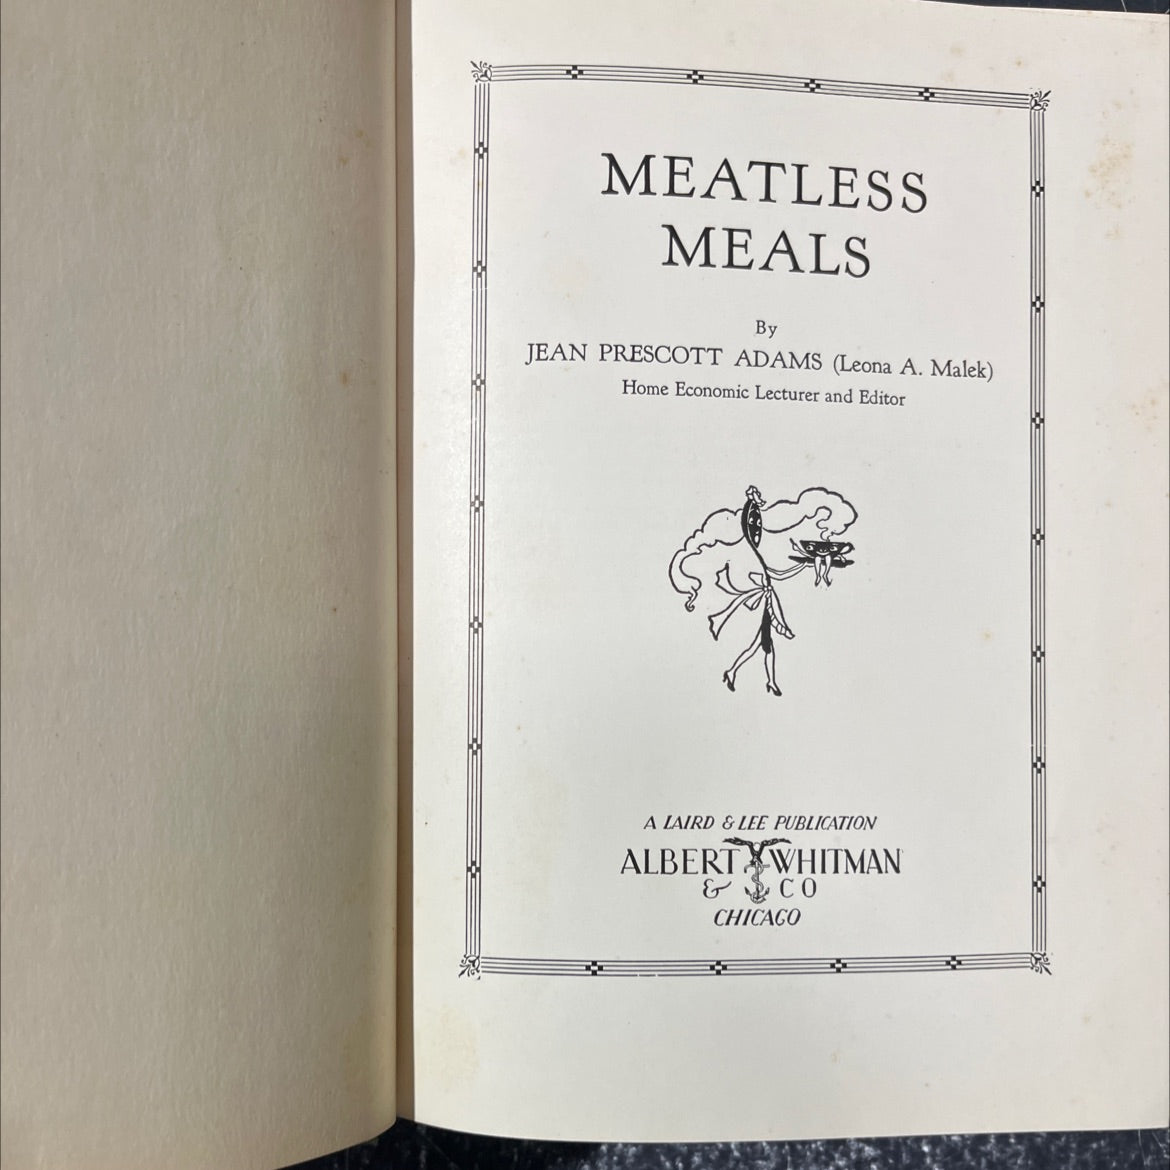 MEATLESS
MEALS
By
JEAN PRESCOTT ADAMS (Leona A. Malek)
Home Economic Lecturer and Editor
A LAIRD & LEE PUBLICATION
ALBERT WHITMAN
& CO
CHICAGO